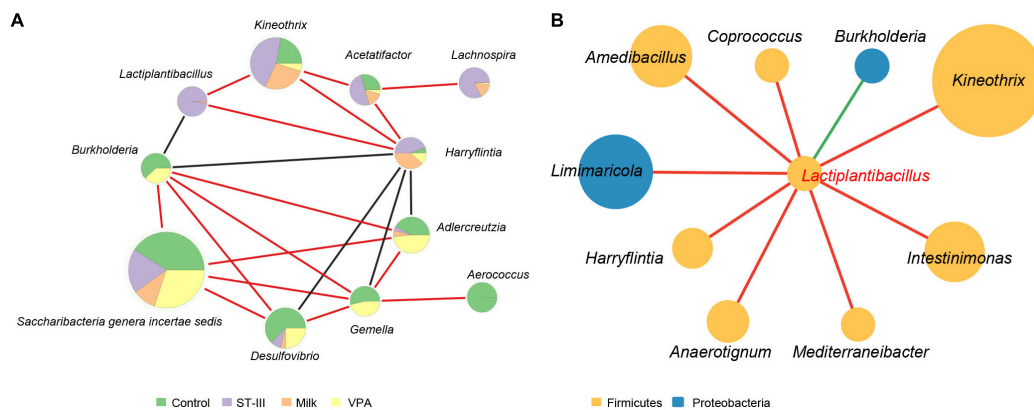 A
Kineothrix
Acetatifactor
Lachnospira
Lactiplantibacillus
Burkholderia
Harryflintia
Adlercreutzia
Aerococcus
Saccharibacteria genera incertae sedis
Gemella
Desulfovibrio
Control ST-III Milk VPA
B
Coprococcus
Burkholderia
Amedibacillus
Kineothrix
Limimaricola
Lactiplantibacillus
Harryflintia
Intestinimonas
Anaerotignum
Mediterraneibacter
Firmicutes Proteobacteria